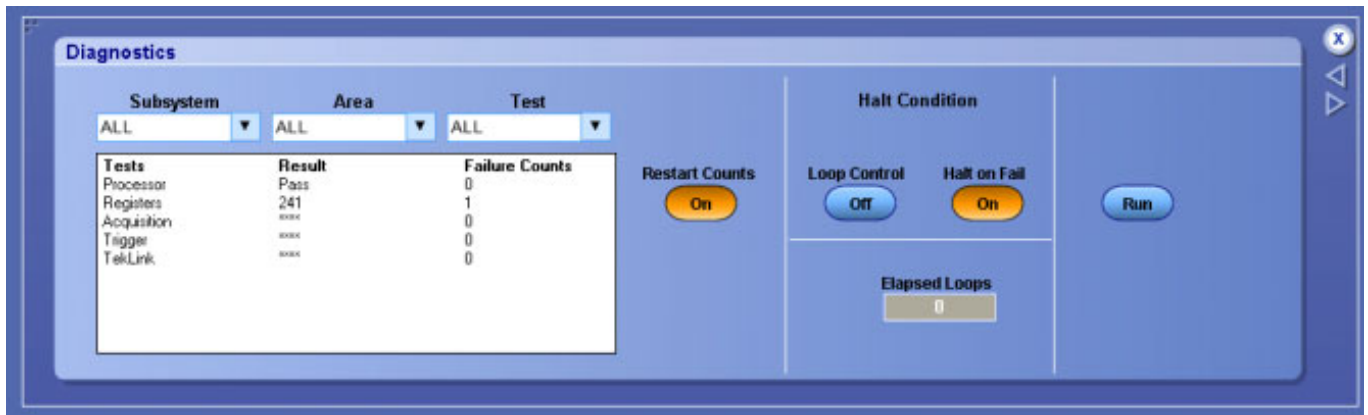 X
Diagnostics
Subsystem Area Test
ALL ALL ALL
Tests Result Failure Counts
Processor Pass 0
Registers 241 1
Acquisition **** 0
Trigger **** 0
TekLink **** 0
Restart Counts
On
Halt Condition
Loop Control Halt on Fail
Off On
Elapsed Loops
0
Run